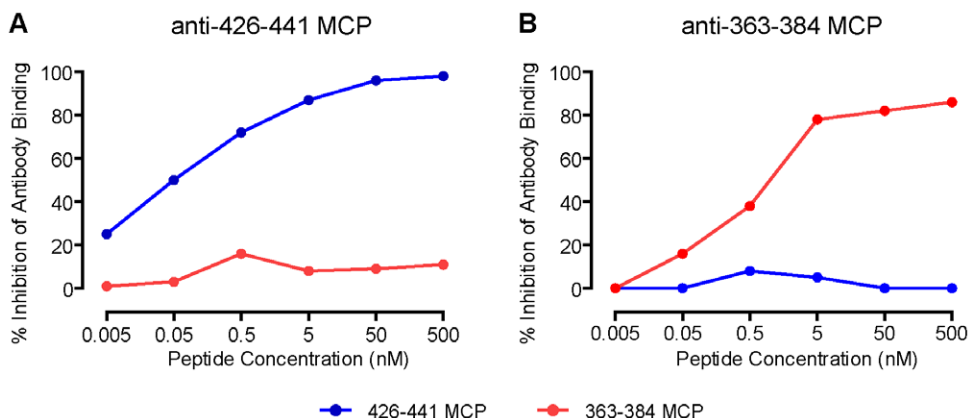 A
anti-426-441 MCP
% Inhibition of Antibody Binding
100
80
60
40
20
0
0.005 0.05 0.5 5 50 500
Peptide Concentration (nM)
B
anti-363-384 MCP
% Inhibition of Antibody Binding
100
80
60
40
20
0
0.005 0.05 0.5 5 50 500
Peptide Concentration (nM)
426-441 MCP 363-384 MCP